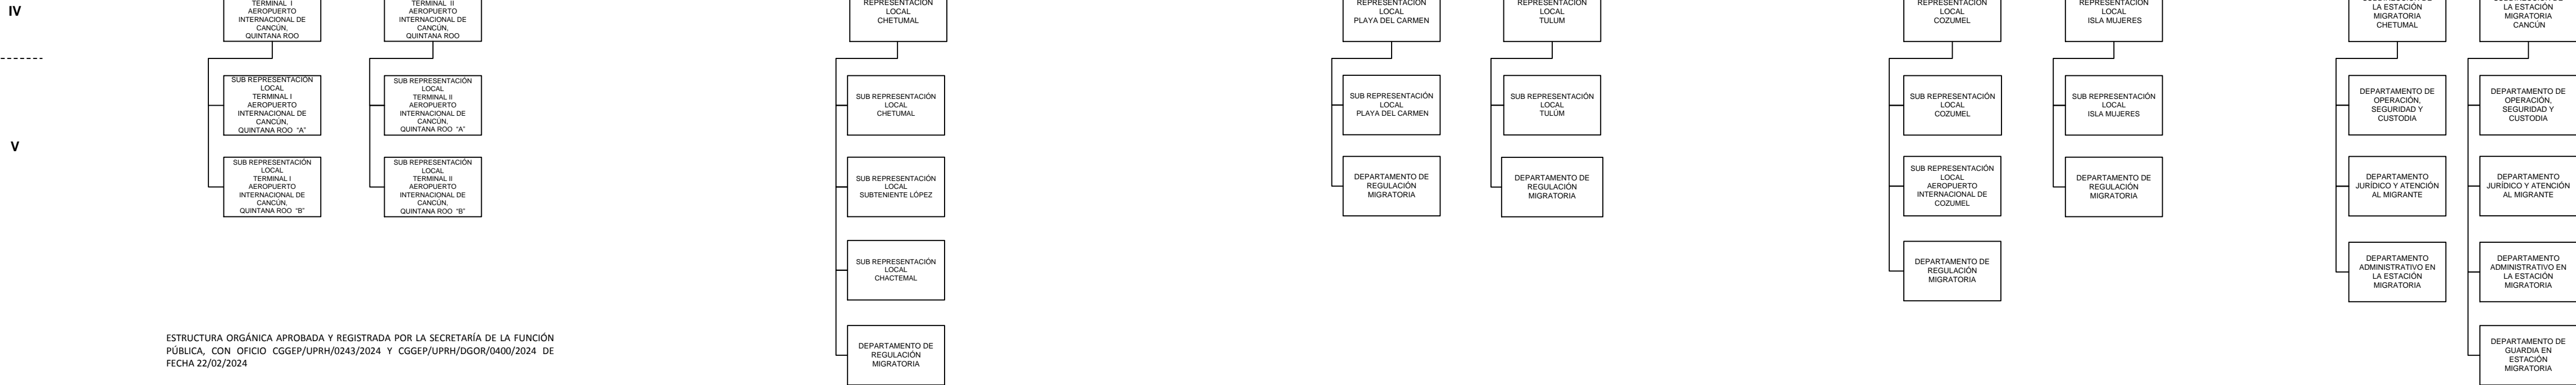 IV
TERMINAL I
AEROPUERTO
INTERNACIONAL DE
CANCÚN,
QUINTANA ROO
TERMINAL II
AEROPUERTO
INTERNACIONAL DE
CANCÚN,
QUINTANA ROO
REPRESENTACIÓN
LOCAL
CHETUMAL
REPRESENTACIÓN
LOCAL
PLAYA DEL CARMEN
REPRESENTACIÓN
LOCAL
TULUM
REPRESENTACIÓN
LOCAL
COZUMEL
REPRESENTACIÓN
LOCAL
ISLA MUJERES
LA ESTACIÓN
MIGRATORIA
CHETUMAL
LA ESTACIÓN
MIGRATORIA
CANCÚN
V
SUB REPRESENTACIÓN
LOCAL
TERMINAL I
AEROPUERTO
INTERNACIONAL DE
CANCÚN,
QUINTANA ROO "A"
SUB REPRESENTACIÓN
LOCAL
TERMINAL II
AEROPUERTO
INTERNACIONAL DE
CANCÚN,
QUINTANA ROO "A"
SUB REPRESENTACIÓN
LOCAL
CHETUMAL
SUB REPRESENTACIÓN
LOCAL
PLAYA DEL CARMEN
SUB REPRESENTACIÓN
LOCAL
TULÚM
SUB REPRESENTACIÓN
LOCAL
COZUMEL
SUB REPRESENTACIÓN
LOCAL
ISLA MUJERES
DEPARTAMENTO DE
OPERACIÓN,
SEGURIDAD Y
CUSTODIA
DEPARTAMENTO DE
OPERACIÓN,
SEGURIDAD Y
CUSTODIA
SUB REPRESENTACIÓN
LOCAL
TERMINAL I
AEROPUERTO
INTERNACIONAL DE
CANCÚN,
QUINTANA ROO "B"
SUB REPRESENTACIÓN
LOCAL
TERMINAL II
AEROPUERTO
INTERNACIONAL DE
CANCÚN,
QUINTANA ROO "B"
SUB REPRESENTACIÓN
LOCAL
SUBTENIENTE LÓPEZ
DEPARTAMENTO DE
REGULACIÓN
MIGRATORIA
DEPARTAMENTO DE
REGULACIÓN
MIGRATORIA
SUB REPRESENTACIÓN
LOCAL
AEROPUERTO
INTERNACIONAL DE
COZUMEL
DEPARTAMENTO DE
REGULACIÓN
MIGRATORIA
DEPARTAMENTO
JURÍDICO Y ATENCIÓN
AL MIGRANTE
DEPARTAMENTO
JURÍDICO Y ATENCIÓN
AL MIGRANTE
SUB REPRESENTACIÓN
LOCAL
CHACTEMAL
DEPARTAMENTO DE
REGULACIÓN
MIGRATORIA
DEPARTAMENTO
ADMINISTRATIVO EN
LA ESTACIÓN
MIGRATORIA
DEPARTAMENTO
ADMINISTRATIVO EN
LA ESTACIÓN
MIGRATORIA
ESTRUCTURA ORGÁNICA APROBADA Y REGISTRADA POR LA SECRETARÍA DE LA FUNCIÓN
PÚBLICA, CON OFICIO CGGEP/UPRH/0243/2024 Y CGGEP/UPRH/DGOR/0400/2024 DE
FECHA 22/02/2024
DEPARTAMENTO DE
REGULACIÓN
MIGRATORIA
DEPARTAMENTO DE
GUARDIA EN
ESTACIÓN
MIGRATORIA